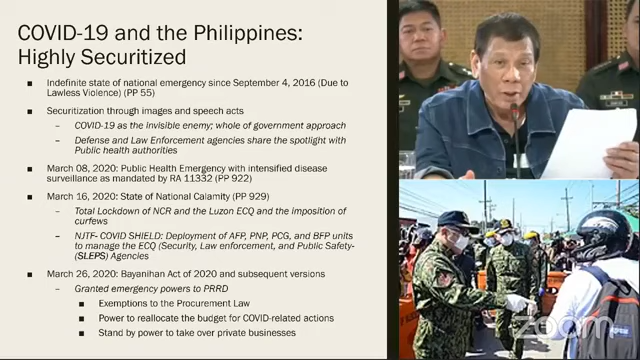 COVID-19 and the Philippines:
Highly Securitized
■ Indefinite state of national emergency since September 4, 2016 (Due to
Lawless Violence) (PP 55)
■ Securitization through images and speech acts
– COVID-19 as the invisible enemy; whole of government approach
– Defense and Law Enforcement agencies share the spotlight with
Public health authorities
■ March 08, 2020: Public Health Emergency with intensified disease
surveillance as mandated by RA 11332 (PP 922)
■ March 16, 2020: State of National Calamity (PP 929)
– Total Lockdown of NCR and the Luzon ECQ and the imposition of
curfews
– NJTF- COVID SHIELD: Deployment of AFP, PNP, PCG, and BFP units
to manage the ECQ (Security, Law enforcement, and Public Safety-
(SLEPS) Agencies
■ March 26, 2020: Bayanihan Act of 2020 and subsequent versions
– Granted emergency powers to PRRD
■ Exemptions to the Procurement Law
■ Power to reallocate the budget for COVID-related actions
■ Stand by power to take over private businesses
zoom